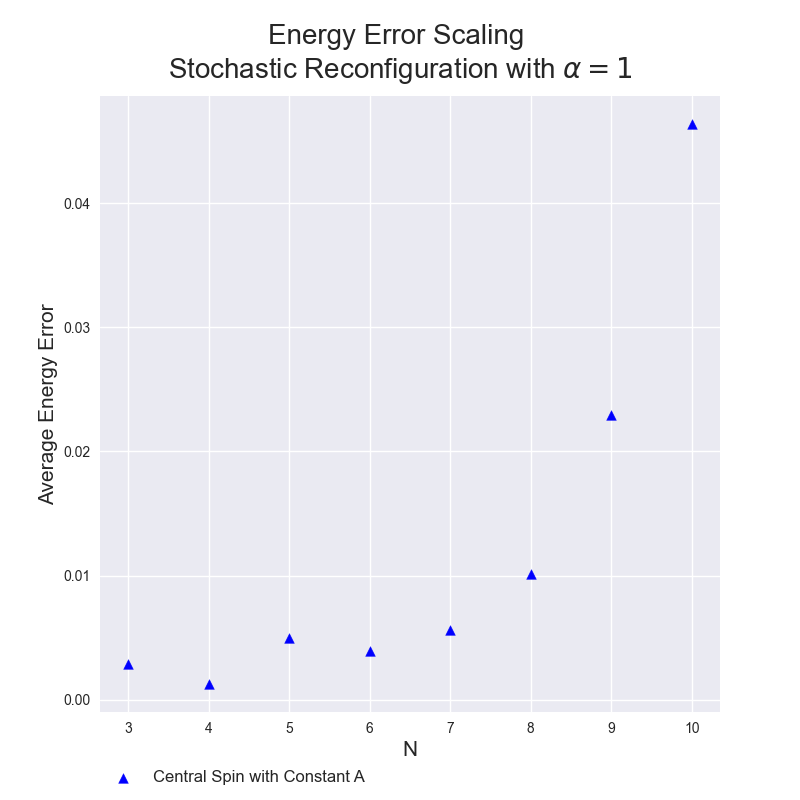 Energy Error Scaling
Stochastic Reconfiguration with α = 1
Average Energy Error
0.04
0.03
0.02
0.01
0.00
3 4 5 6 7 8 9 10
N
Central Spin with Constant A